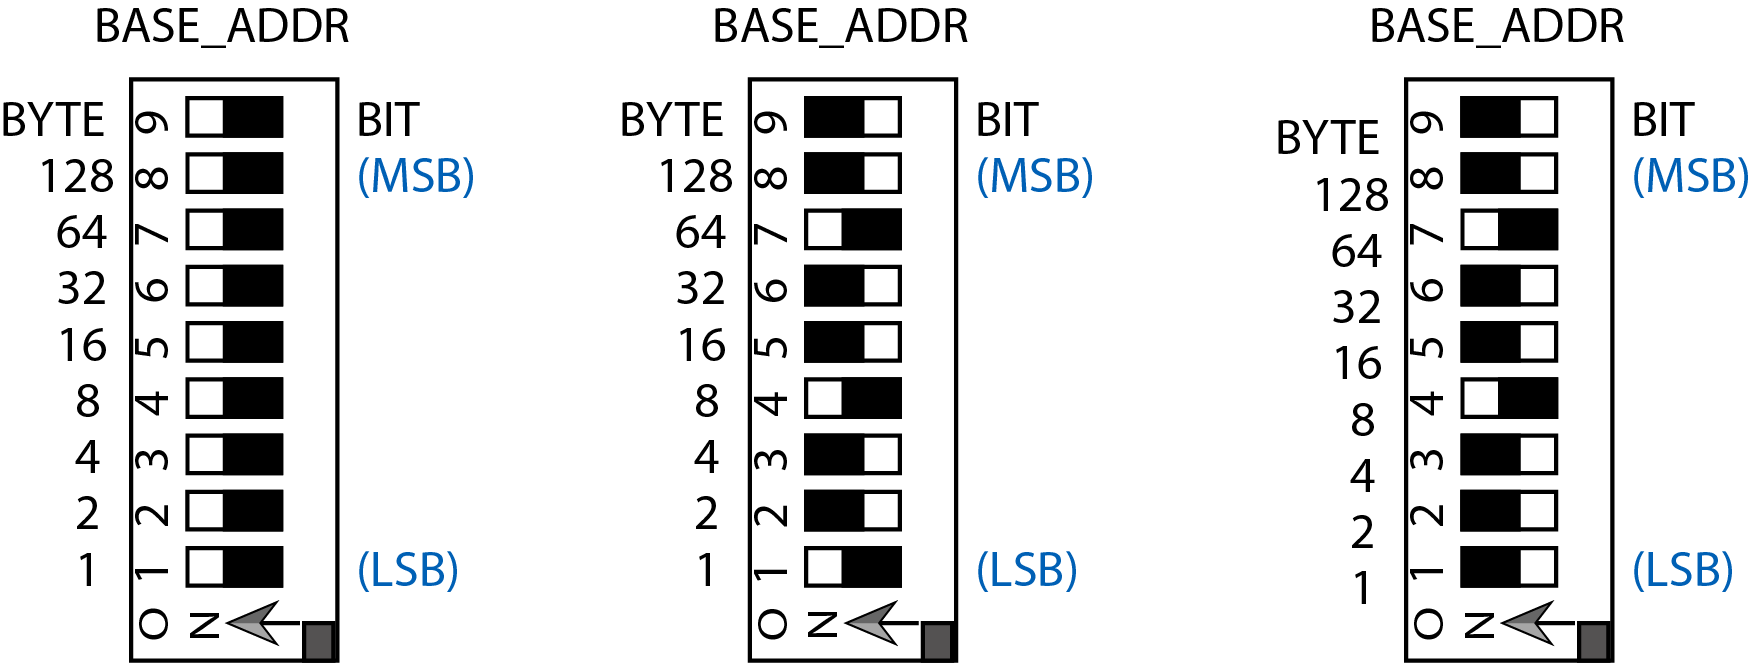 BASE_ADDR
BYTE 9 BIT
128 8 (MSB)
64 7
32 6
16 5
8 4
4 3
2 2
1 1 (LSB)
O N
BASE_ADDR
BYTE 9 BIT
128 8 (MSB)
64 7
32 6
16 5
8 4
4 3
2 2
1 1 (LSB)
O N
BASE_ADDR
BYTE 9 BIT
128 8 (MSB)
64 7
32 6
16 5
8 4
4 3
2 2
1 1 (LSB)
O N